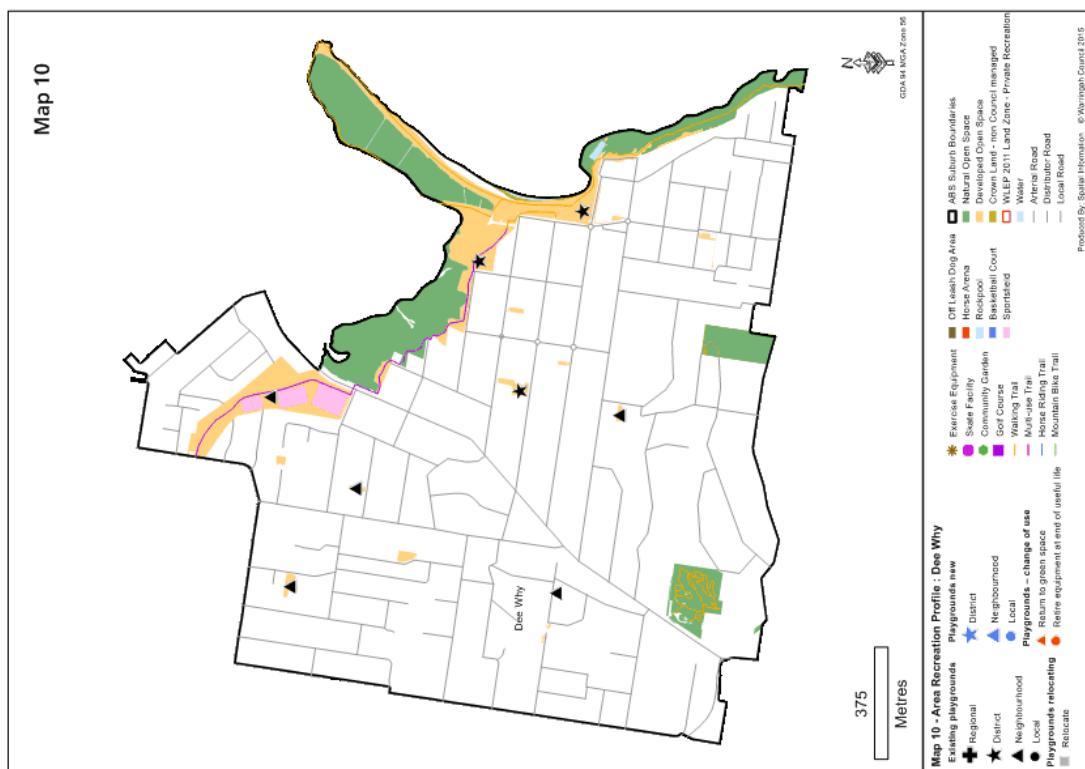 Map 10
N
GDA 94 MGA Zone 56
Dee Why
375
Metres
Map 10 - Area Recreation Profile : Dee Why
Existing playgrounds
Regional
District
Neighbourhood
Local
Playgrounds relocating
Relocate
Playgrounds new
District
Neighbourhood
Local
Playgrounds – change of use
Return to green space
Retire equipment at end of useful life
Exercise Equipment
Skate Facility
Community Garden
Golf Course
Walking Trail
Multi-use Trail
Horse Riding Trail
Mountain Bike Trail
Off Leash Dog Area
Horse Arena
Rockpool
Basketball Court
Sportsfield
ABS Suburb Boundaries
Natural Open Space
Developed Open Space
Crown Land - non Council managed
WLEP 2011 Land Zone - Private Recreation
Water
Arterial Road
Distributor Road
Local Road
Produced By: Spatial Information © Warringah Council 2015